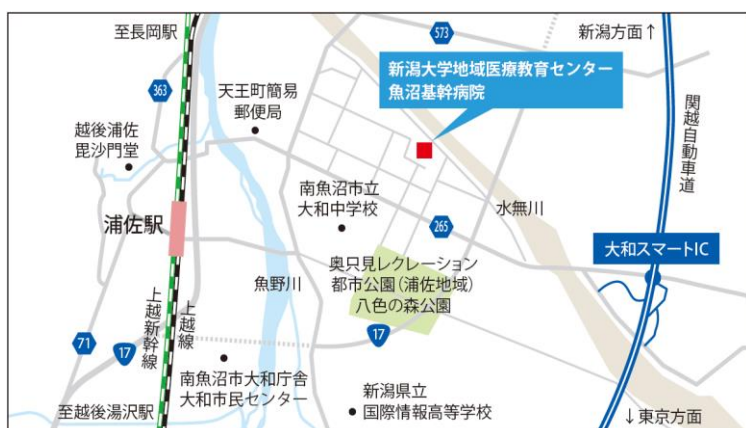 至長岡駅
573
新潟方面↑
新潟大学地域医療教育センター
魚沼基幹病院
363
天王町簡易
郵便局
関越自動車道
越後浦佐
毘沙門堂
南魚沼市立
大和中学校
水無川
浦佐駅
265
大和スマートIC
奥只見レクレーション
都市公園（浦佐地域）
八色の森公園
魚野川
上越新幹線
上越線
71
17
17
南魚沼市大和庁舎
大和市民センター
新潟県立
国際情報高等学校
至越後湯沢駅
↓東京方面